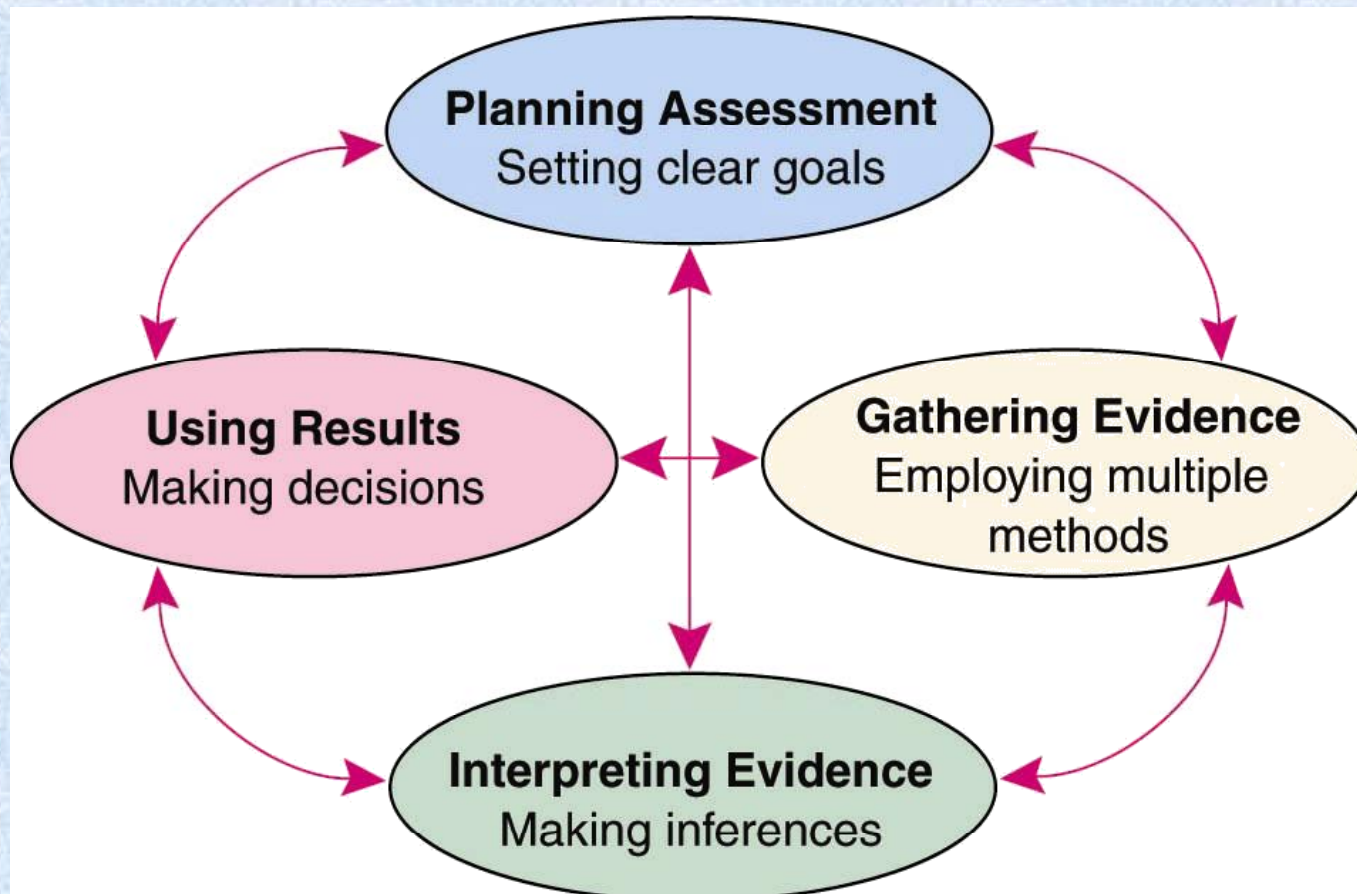 Planning Assessment
Setting clear goals
Using Results
Making decisions
Gathering Evidence
Employing multiple
methods
Interpreting Evidence
Making inferences